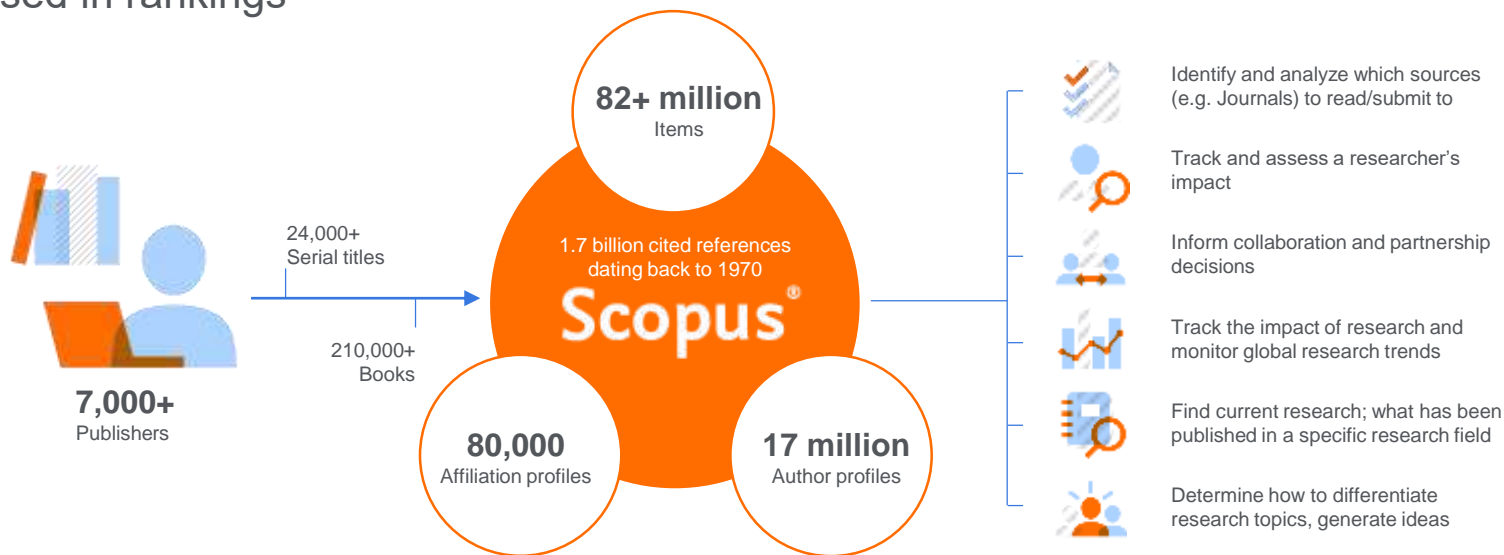 sed in rankings
82+ million
Items
24,000+
Serial titles
210,000+
Books
7,000+
Publishers
1.7 billion cited references
dating back to 1970
Scopus®
80,000
Affiliation profiles
17 million
Author profiles
Identify and analyze which sources
(e.g. Journals) to read/submit to
Track and assess a researcher's
impact
Inform collaboration and partnership
decisions
Track the impact of research and
monitor global research trends
Find current research; what has been
published in a specific research field
Determine how to differentiate
research topics, generate ideas